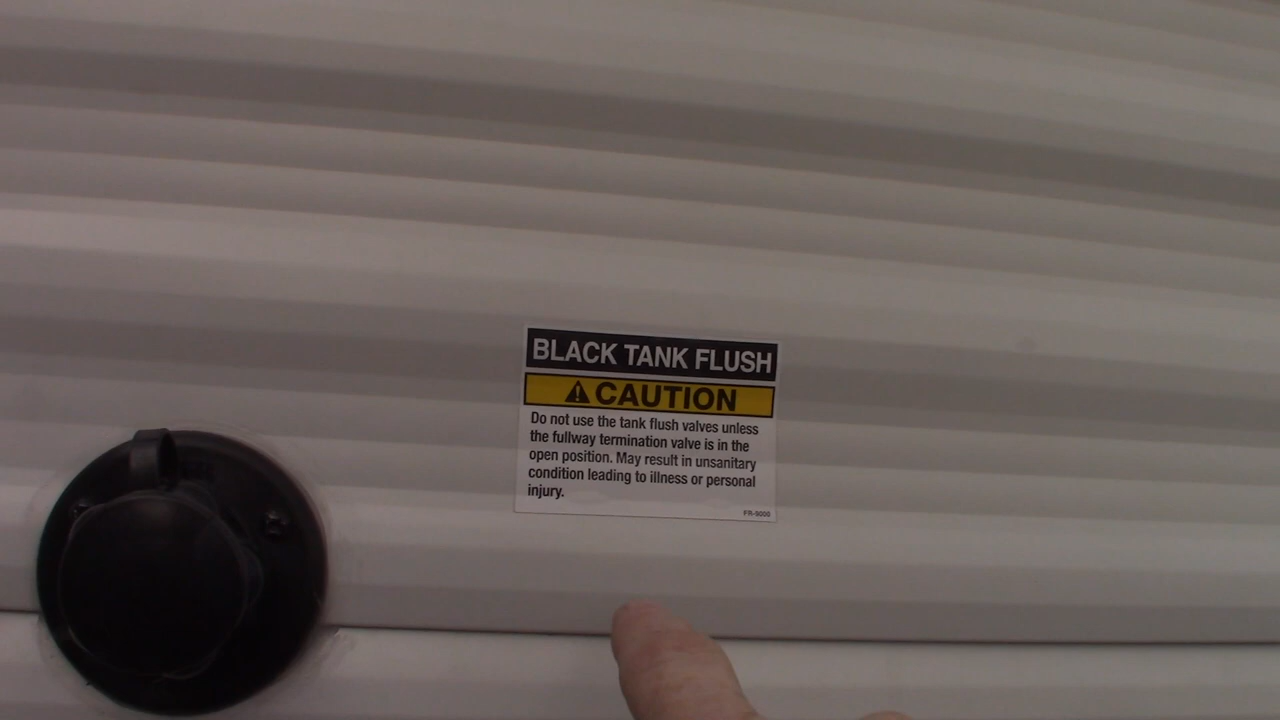 BLACK TANK FLUSH
CAUTION
Do not use the tank flush valves unless
the fullway termination valve is in the
open position. May result in unsanitary
condition leading to illness or personal
injury.
FR-9000